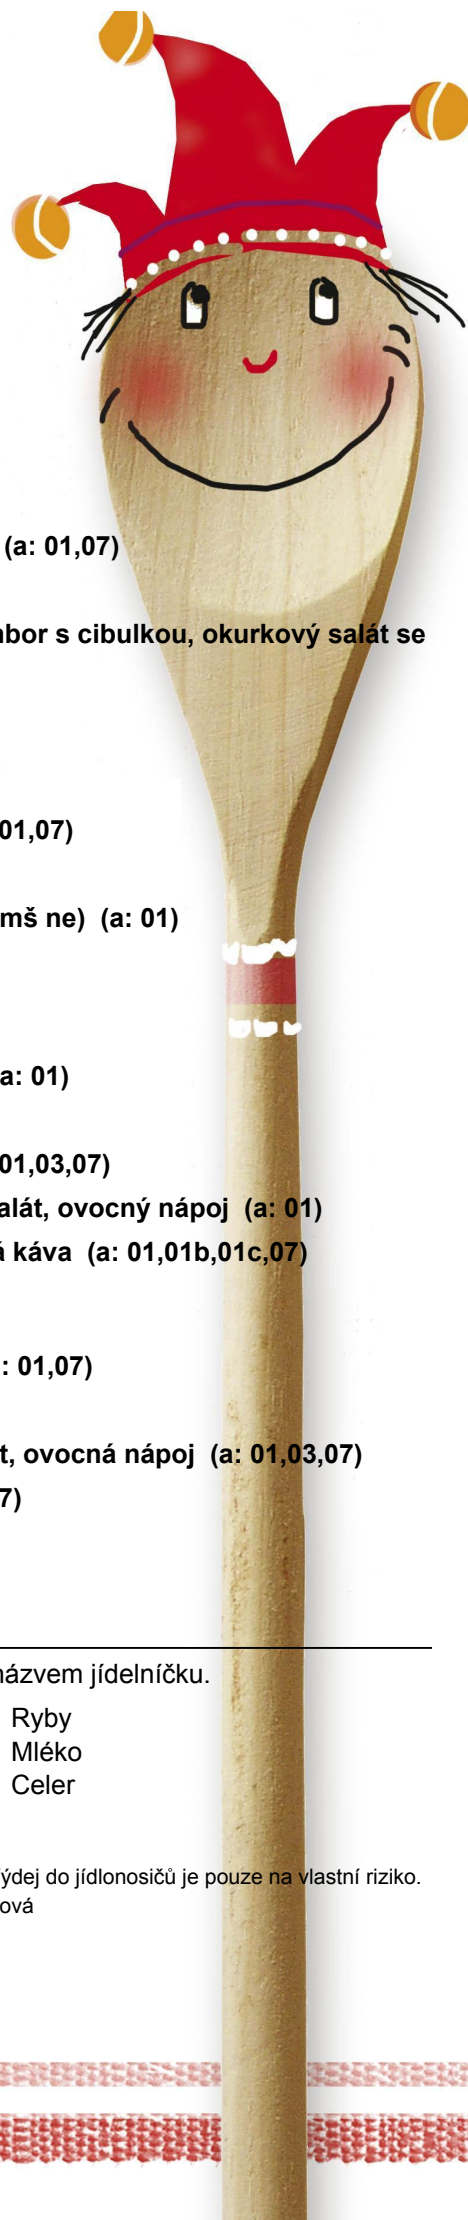 (a: 01,07)
bor s cibulkou, okurkový salát se
01,07)
mš ne) (a: 01)
a: 01)
01,03,07)
alát, ovocný nápoj (a: 01)
á káva (a: 01,01b,01c,07)
: 01,07)
t, ovocná nápoj (a: 01,03,07)
7)
názvem jídelníčku.
Ryby
Mléko
Celer
ýdej do jídlonosičů je pouze na vlastní riziko.
ová